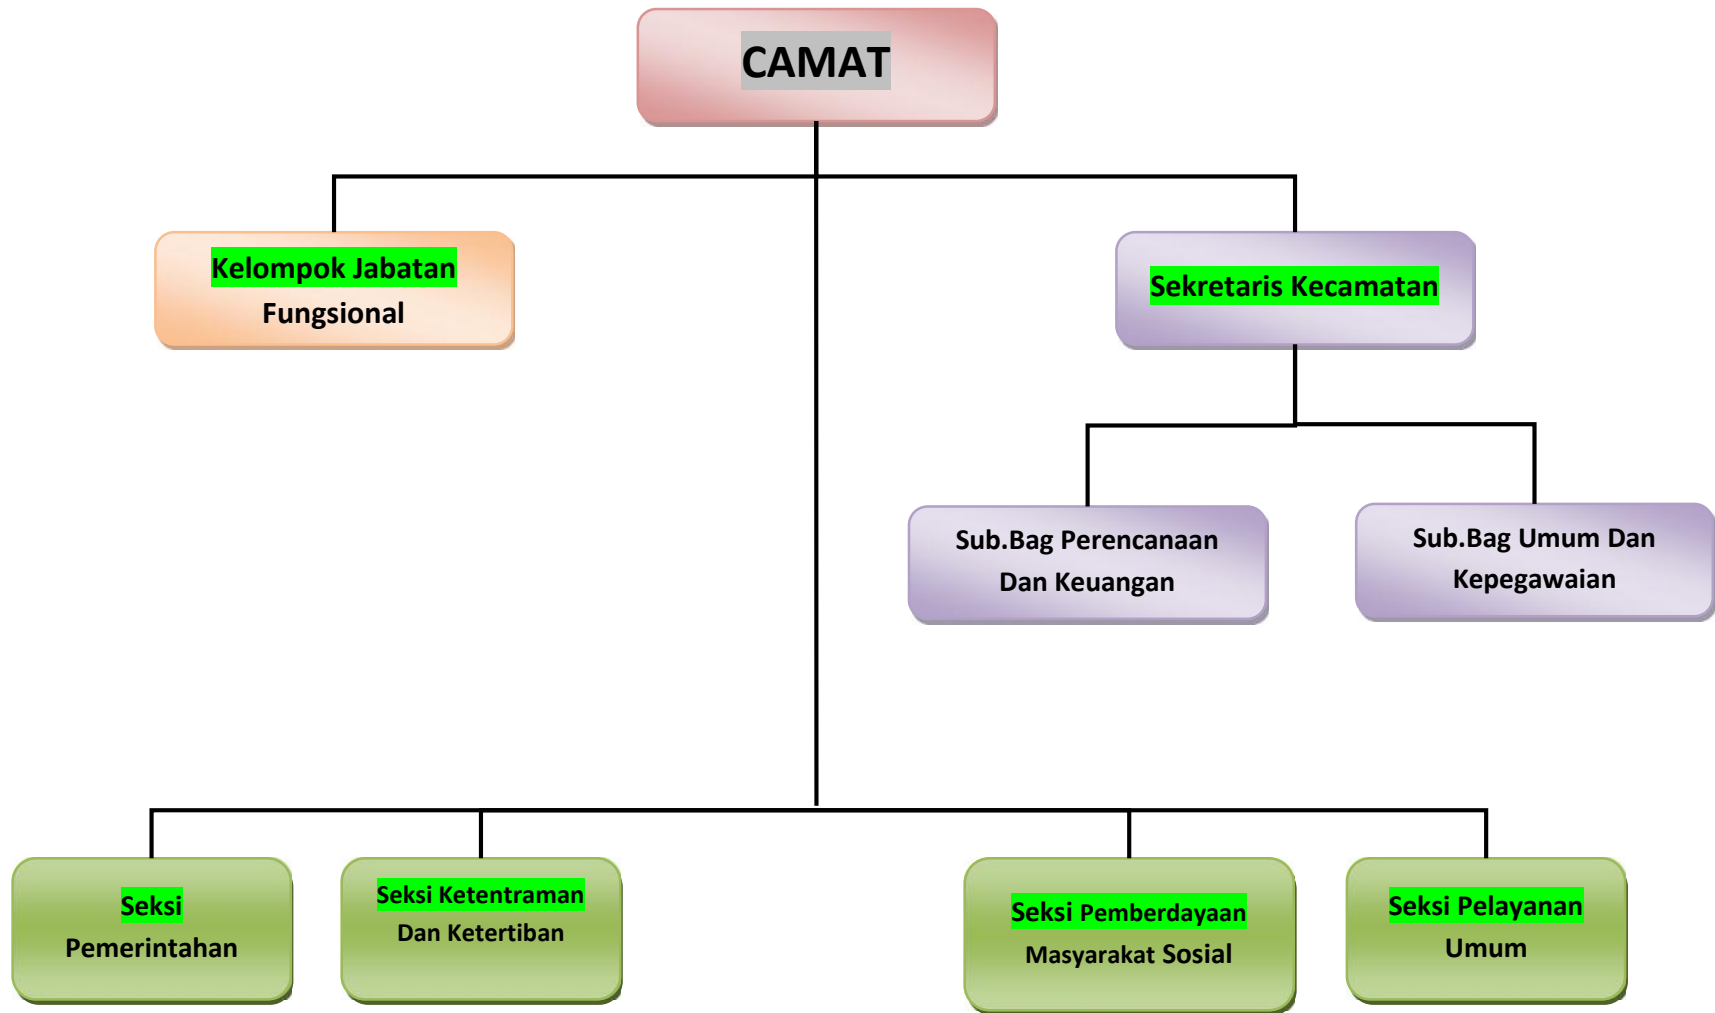 CAMAT
Kelompok Jabatan
Fungsional
Sekretaris Kecamatan
Sub.Bag Perencanaan
Dan Keuangan
Sub.Bag Umum Dan
Kepegawaian
Seksi
Pemerintahan
Seksi Ketentraman
Dan Ketertiban
Seksi Pemberdayaan
Masyarakat Sosial
Seksi Pelayanan
Umum